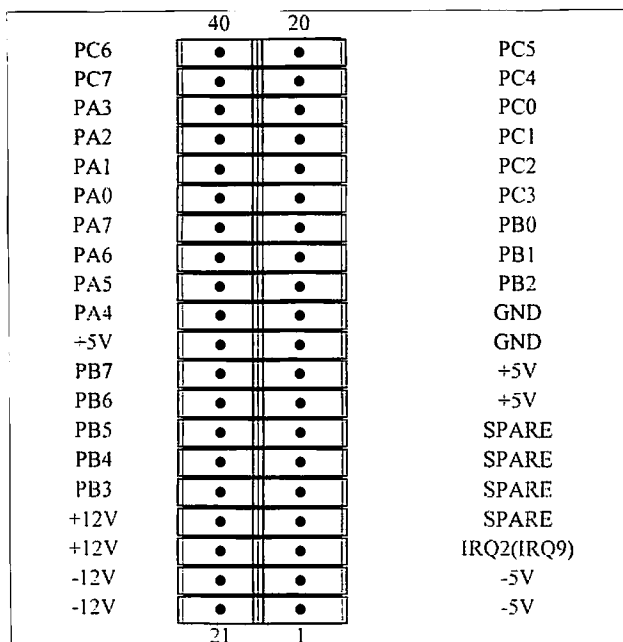 40 20
PC6 PC5
PC7 PC4
PA3 PC0
PA2 PC1
PA1 PC2
PA0 PC3
PA7 PB0
PA6 PB1
PA5 PB2
PA4 GND
+5V GND
PB7 +5V
PB6 +5V
PB5 SPARE
PB4 SPARE
PB3 SPARE
+12V SPARE
+12V IRQ2(IRQ9)
-12V -5V
-12V -5V
21 1